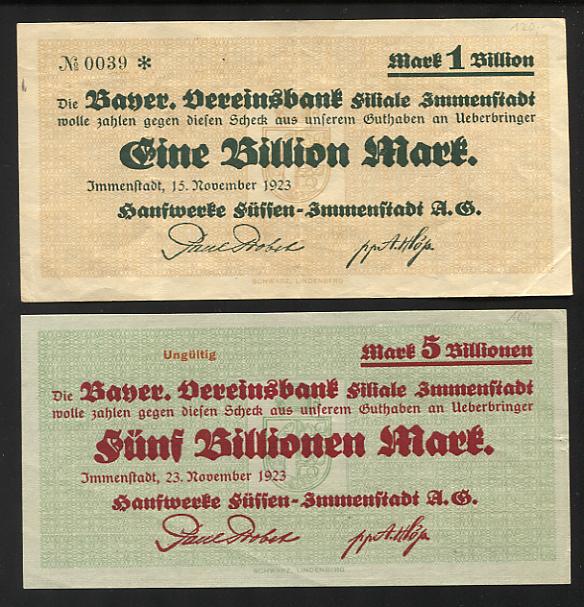 120.-
№ 0039 *
Mark 1 Billion
Die Bayer. Vereinsbank Filiale Immenstadt
wolle zahlen gegen diesen Scheck aus unserem Guthaben an Ueberbringer
Eine Billion Mark.
Immenstadt, 15. November 1923
Hanfwerke Füssen-Immenstadt A.G.
SCHWARZ, LINDENBERG
Ungültig
Mark 5 Billionen
Die Bayer. Vereinsbank Filiale Immenstadt
wolle zahlen gegen diesen Scheck aus unserem Guthaben an Ueberbringer
Fünf Billionen Mark.
Immenstadt, 23. November 1923
Hanfwerke Füssen-Immenstadt A.G.
SCHWARZ, LINDENBERG